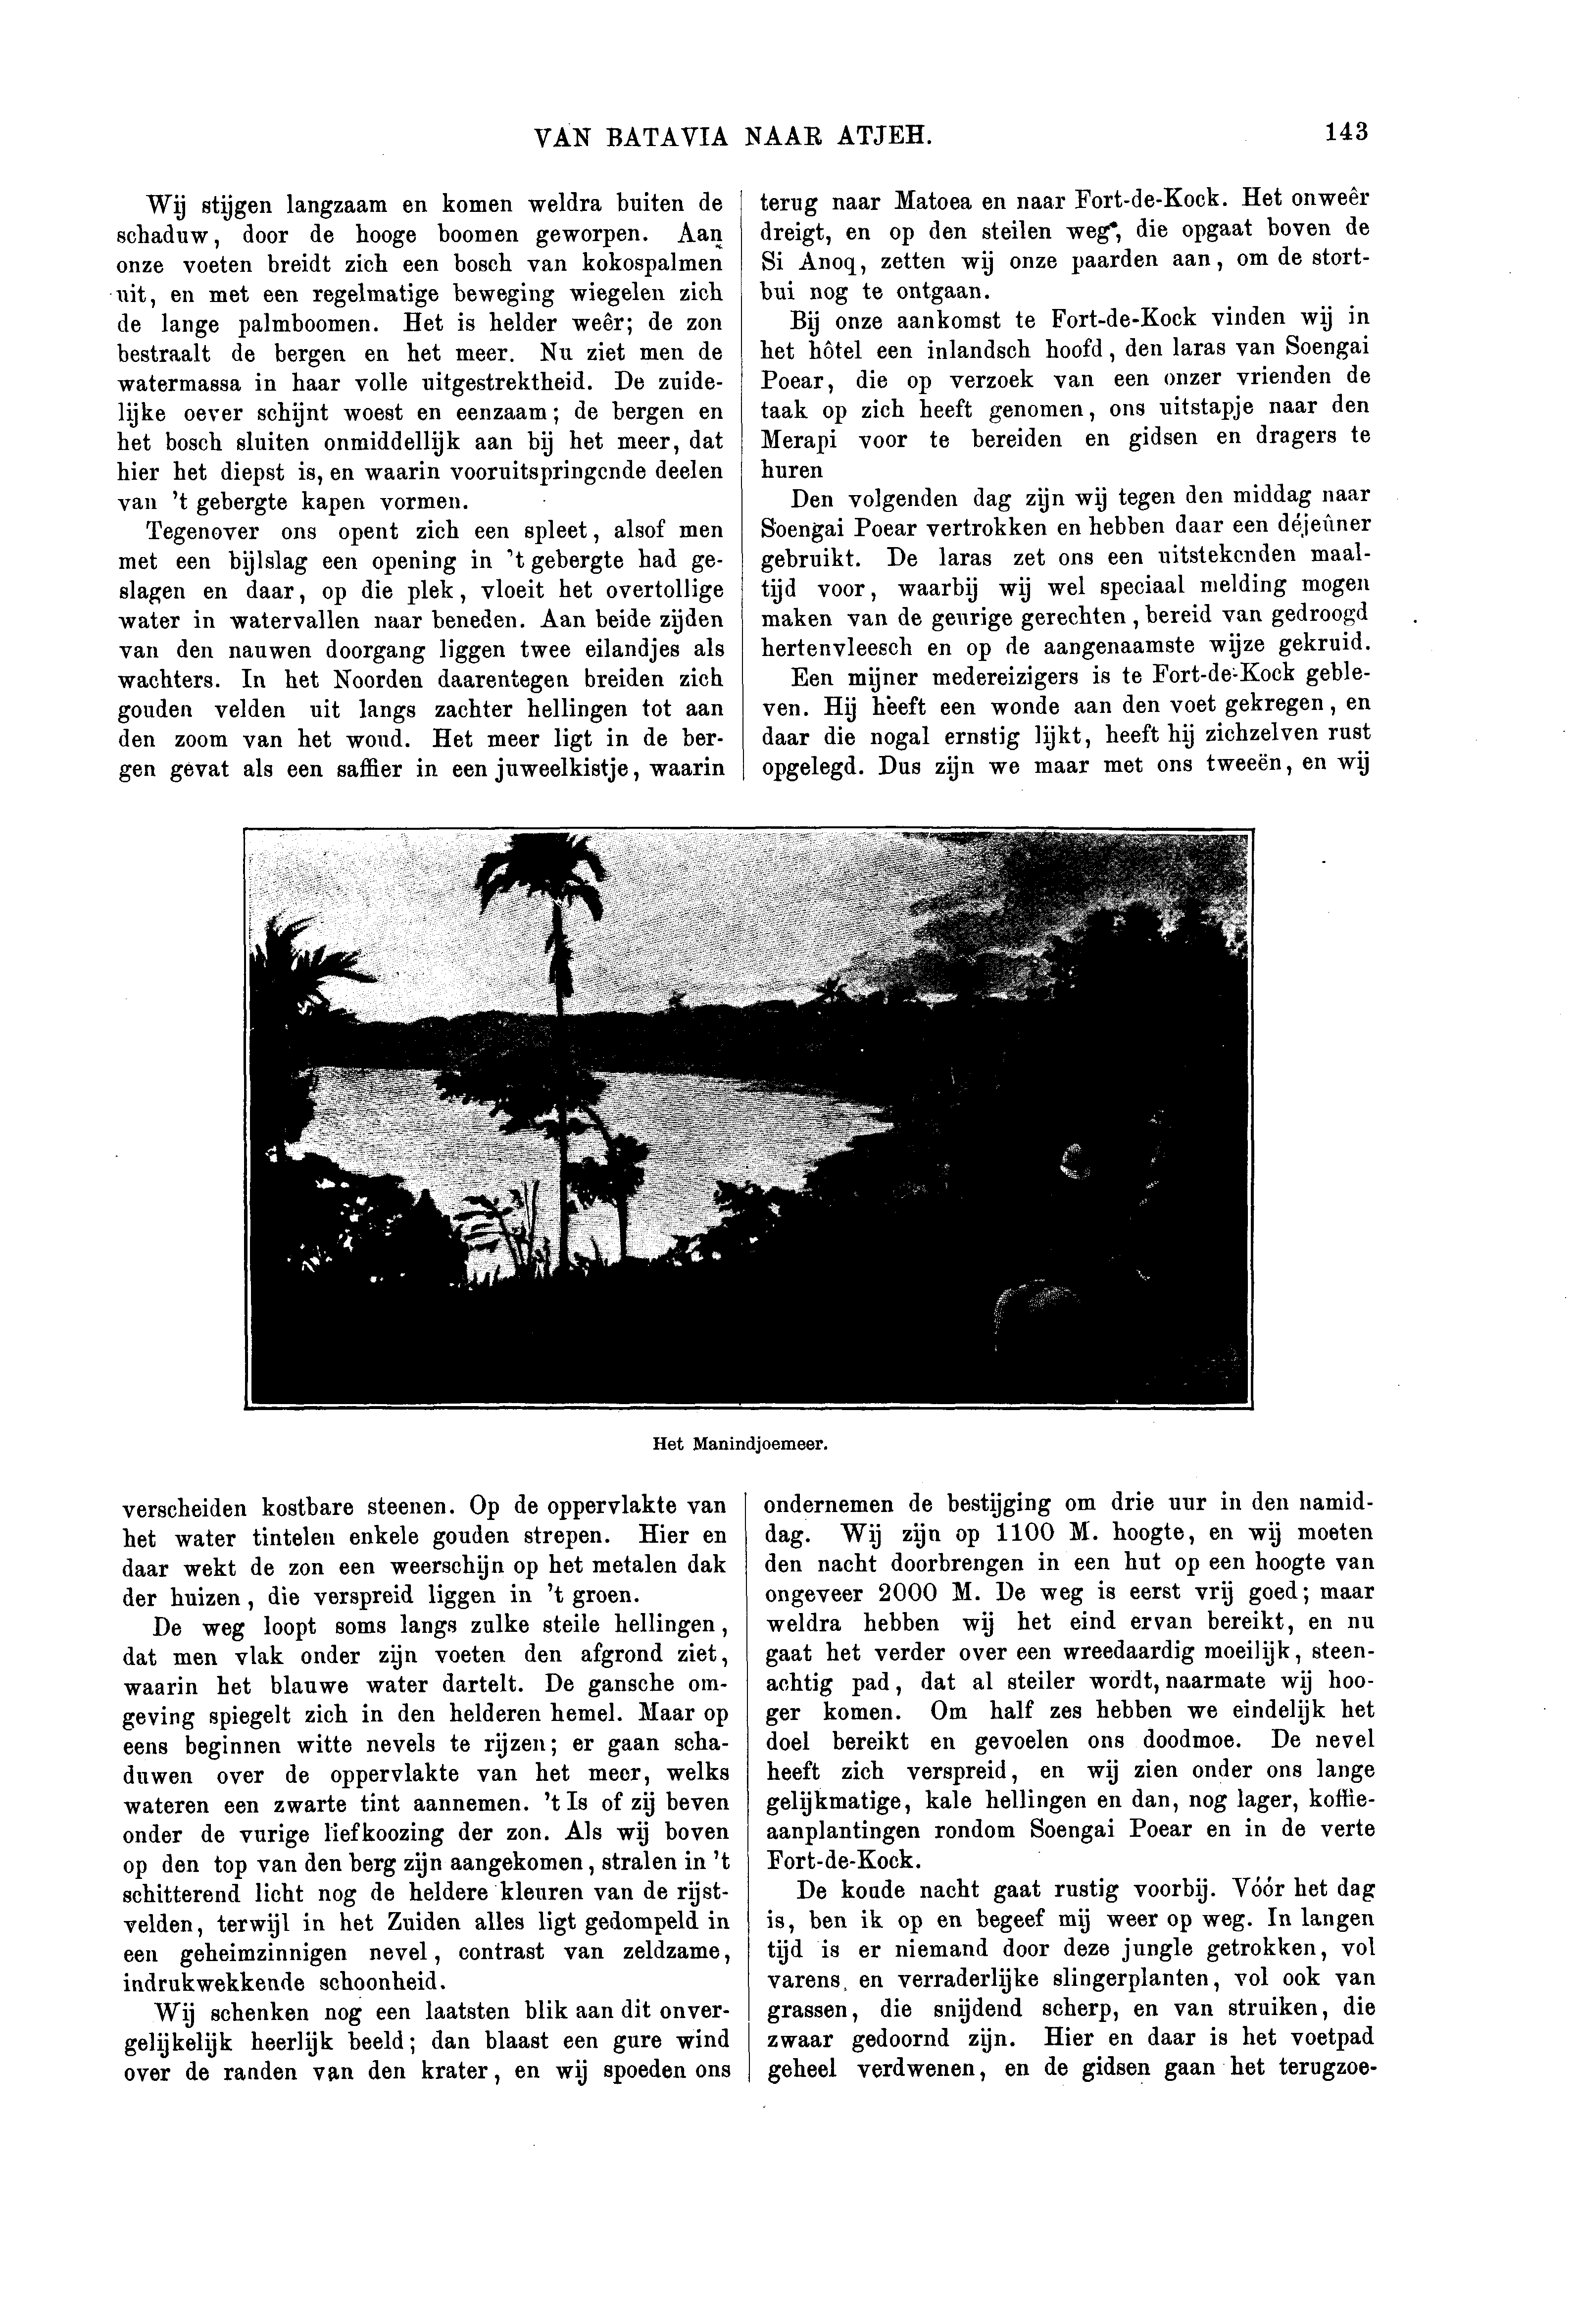 VAN BATAVIA NAAR ATJEH.
143
Wij stijgen langzaam en komen weldra buiten de
schaduw, door de hooge boomen geworpen. Aan
onze voeten breidt zich een bosch van kokospalmen
uit, en met een regelmatige beweging wiegelen zich
de lange palmboomen. Het is helder weêr; de zon
bestraalt de bergen en het meer. Nu ziet men de
watermassa in haar volle uitgestrektheid. De zuide-
lijke oever schijnt woest en eenzaam; de bergen en
het bosch sluiten onmiddellijk aan bij het meer, dat
hier het diepst is, en waarin vooruitspringende deelen
van 't gebergte kapen vormen.
Tegenover ons opent zich een spleet, alsof men
met een bijlslag een opening in 't gebergte had ge-
slagen en daar, op die plek, vloeit het overtollige
water in watervallen naar beneden. Aan beide zijden
van den nauwen doorgang liggen twee eilandjes als
wachters. In het Noorden daarentegen breiden zich
gouden velden uit langs zachter hellingen tot aan
den zoom van het woud. Het meer ligt in de ber-
gen gevat als een saffier in een juweelkistje, waarin
verscheiden kostbare steenen. Op de oppervlakte van
het water tintelen enkele gouden strepen. Hier en
daar wekt de zon een weerschijn op het metalen dak
der huizen, die verspreid liggen in 't groen.
De weg loopt soms langs zulke steile hellingen,
dat men vlak onder zijn voeten den afgrond ziet,
waarin het blauwe water dartelt. De gansche om-
geving spiegelt zich in den helderen hemel. Maar op
eens beginnen witte nevels te rijzen; er gaan scha-
duwen over de oppervlakte van het meer, welks
wateren een zwarte tint aannemen. 't Is of zij beven
onder de vurige liefkoozing der zon. Als wij boven
op den top van den berg zijn aangekomen, stralen in 't
schitterend licht nog de heldere kleuren van de rijst-
velden, terwijl in het Zuiden alles ligt gedompeld in
een geheimzinnigen nevel, contrast van zeldzame,
indrukwekkende schoonheid.
Wij schenken nog een laatsten blik aan dit onver-
gelijkelijk heerlijk beeld; dan blaast een gure wind
over de randen van den krater, en wij spoeden ons
terug naar Matoea en naar Fort-de-Kock. Het onweêr
dreigt, en op den steilen weg, die opgaat boven de
Si Anoq, zetten wij onze paarden aan, om de stort-
bui nog te ontgaan.
Bij onze aankomst te Fort-de-Kock vinden wij in
het hôtel een inlandsch hoofd, den laras van Soengai
Poear, die op verzoek van een onzer vrienden de
taak op zich heeft genomen, ons uitstapje naar den
Merapi voor te bereiden en gidsen en dragers te
huren
Den volgenden dag zijn wij tegen den middag naar
Soengai Poear vertrokken en hebben daar een déjeûner
gebruikt. De laras zet ons een uitstekenden maal-
tijd voor, waarbij wij wel speciaal melding mogen
maken van de geurige gerechten, bereid van gedroogd
hertenvleesch en op de aangenaamste wijze gekruid.
Een mijner medereizigers is te Fort-de-Kock geble-
ven. Hij heeft een wonde aan den voet gekregen, en
daar die nogal ernstig lijkt, heeft hij zichzelven rust
opgelegd. Dus zijn we maar met ons tweeën, en wij
ondernemen de bestijging om drie uur in den namid-
dag. Wij zijn op 1100 M. hoogte, en wij moeten
den nacht doorbrengen in een hut op een hoogte van
ongeveer 2000 M. De weg is eerst vrij goed; maar
weldra hebben wij het eind ervan bereikt, en nu
gaat het verder over een wreedaardig moeilijk, steen-
achtig pad, dat al steiler wordt, naarmate wij hoo-
ger komen. Om half zes hebben we eindelijk het
doel bereikt en gevoelen ons doodmoe. De nevel
heeft zich verspreid, en wij zien onder ons lange
gelijkmatige, kale hellingen en dan, nog lager, koffie-
aanplantingen rondom Soengai Poear en in de verte
Fort-de-Kock.
De koude nacht gaat rustig voorbij. Vóór het dag
is, ben ik op en begeef mij weer op weg. In langen
tijd is er niemand door deze jungle getrokken, vol
varens, en verraderlijke slingerplanten, vol ook van
grassen, die snijdend scherp, en van struiken, die
zwaar gedoornd zijn. Hier en daar is het voetpad
geheel verdwenen, en de gidsen gaan het terugzoe-
Het Manindjoemeer.